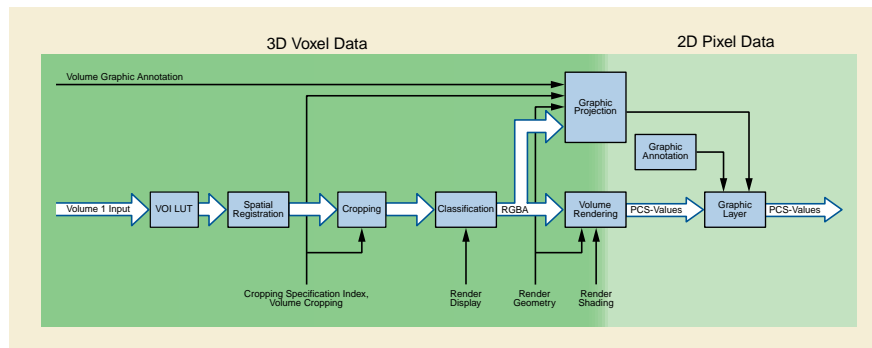 3D Voxel Data
2D Pixel Data
Volume Graphic Annotation
Graphic
Projection
Graphic
Annotation
Volume 1 Input
VOI LUT
Spatial
Registration
Cropping
Classification
RGBA
Volume
Rendering
PCS-Values
Graphic
Layer
PCS-Values
Cropping Specification Index,
Volume Cropping
Render
Display
Render
Geometry
Render
Shading